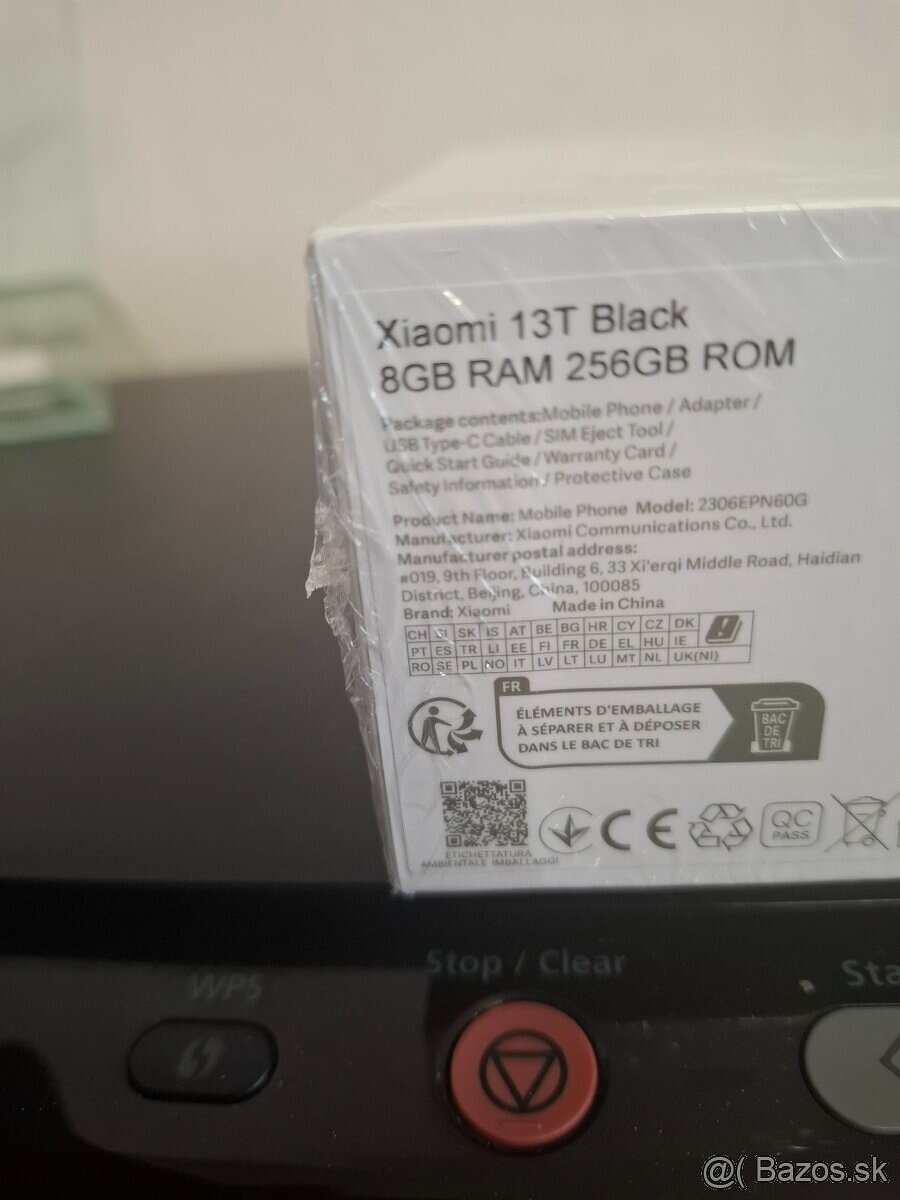 Xiaomi 13T Black
8GB RAM 256GB ROM
Package contents:Mobile Phone / Adapter /
USB Type-C Cable / SIM Eject Tool /
Quick Start Guide / Warranty Card /
Safety Information / Protective Case
Product Name: Mobile Phone Model: 2306EPN60G
Manufacturer: Xiaomi Communications Co., Ltd.
Manufacturer postal address:
#019, 9th Floor, Building 6, 33 Xi'erqi Middle Road, Haidian
District, Beijing, China, 100085
Brand: Xiaomi Made in China
CH SI SK IS AT BE BG HR CY CZ DK
PT ES TR LI EE FI FR DE EL HU IE
RO SE PL NO IT LV LT LU MT NL UK(NI)
FR
ÉLÉMENTS D'EMBALLAGE
À SÉPARER ET À DÉPOSER
DANS LE BAC DE TRI
BAC
DE
TRI
ETICHETTATURA
AMBIENTALE IMBALLAGGI
CE
QC
PASS
WPS
Stop / Clear
@( Bazos.sk